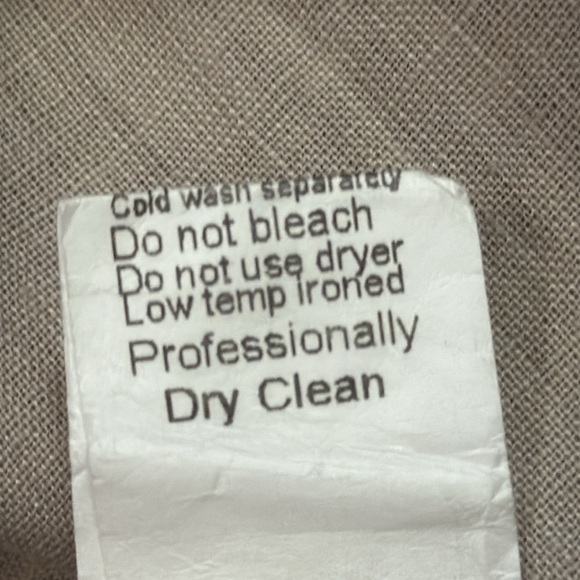 Cold wash separately
Do not bleach
Do not use dryer
Low temp ironed
Professionally
Dry Clean